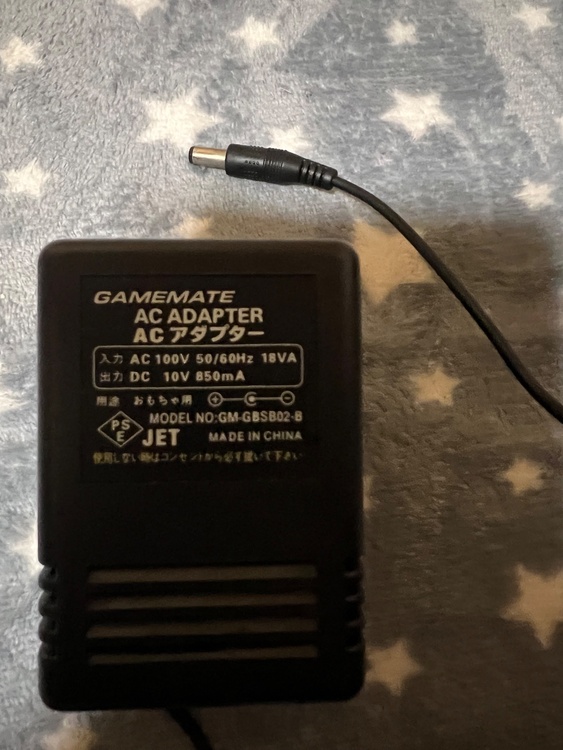 GAMEMATE
AC ADAPTER
AC アダプター
入力 AC 100V 50/60Hz 18VA
出力 DC 10V 850mA
用途 おもちゃ用 + -
MODEL NO:GM-GBSB02-B
PS
E
JET MADE IN CHINA
使用しない時はコンセントから必ず抜いて下さい